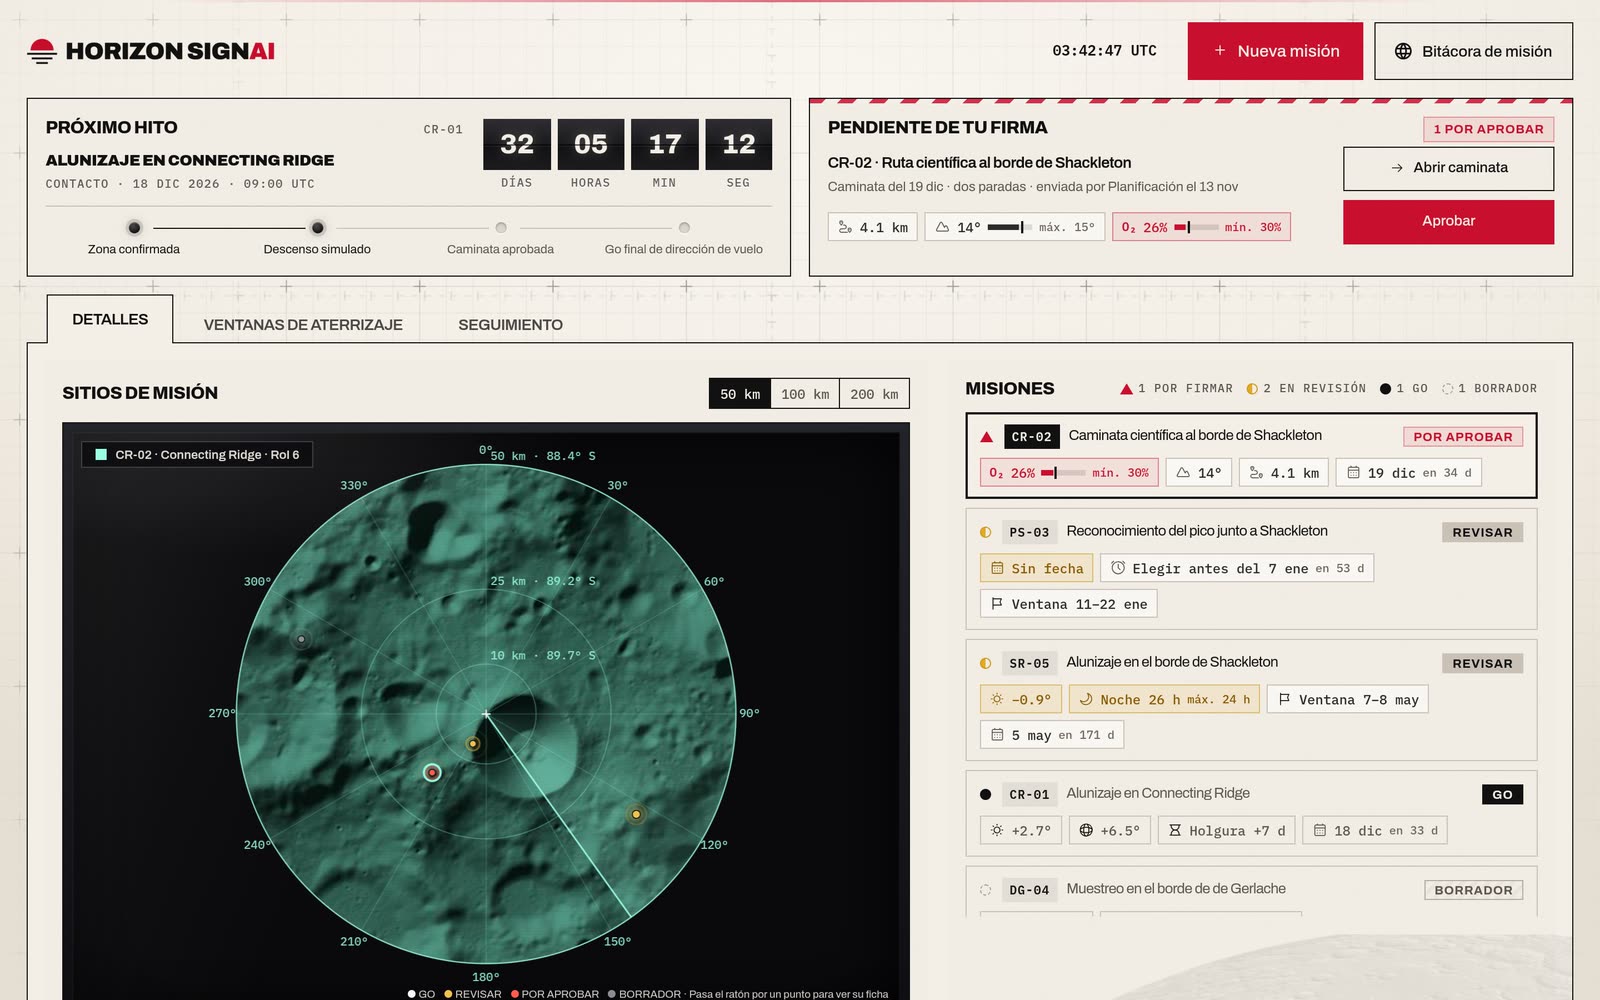 HORIZON SIGNAI
03:42:47 UTC
+ Nueva misión
Bitácora de misión
PRÓXIMO HITO
CR-01
ALUNIZAJE EN CONNECTING RIDGE
CONTACTO · 18 DIC 2026 · 09:00 UTC
32 05 17 12
DÍAS HORAS MIN SEG
Zona confirmada
Descenso simulado
Caminata aprobada
Go final de dirección de vuelo
PENDIENTE DE TU FIRMA
1 POR APROBAR
CR-02 · Ruta científica al borde de Shackleton
Caminata del 19 dic · dos paradas · enviada por Planificación el 13 nov
4.1 km
14° máx. 15°
O₂ 26% mín. 30%
→ Abrir caminata
Aprobar
DETALLES
VENTANAS DE ATERRIZAJE
SEGUIMIENTO
SITIOS DE MISIÓN
50 km 100 km 200 km
CR-02 · Connecting Ridge · Rol 6
0°
50 km · 88.4° S
330°
30°
300°
25 km · 89.2° S
60°
10 km · 89.7° S
270°
90°
240°
120°
210°
150°
180°
GO REVISAR POR APROBAR BORRADOR · Pasa el ratón por un punto para ver su ficha
MISIONES
1 POR FIRMAR 2 EN REVISIÓN 1 GO 1 BORRADOR
CR-02 Caminata científica al borde de Shackleton POR APROBAR
O₂ 26% mín. 30% 14° 4.1 km 19 dic en 34 d
PS-03 Reconocimiento del pico junto a Shackleton REVISAR
Sin fecha Elegir antes del 7 ene en 53 d
Ventana 11–22 ene
SR-05 Alunizaje en el borde de Shackleton REVISAR
−0.9° Noche 26 h máx. 24 h Ventana 7–8 may
5 may en 171 d
CR-01 Alunizaje en Connecting Ridge GO
+2.7° +6.5° Holgura +7 d 18 dic en 33 d
DG-04 Muestreo en el borde de de Gerlache BORRADOR